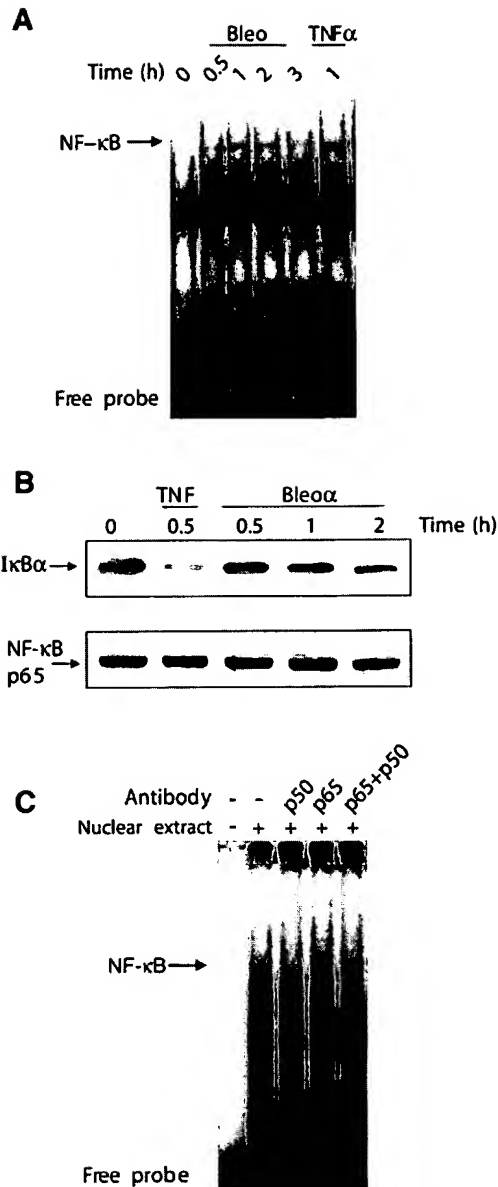 A
Bleo TNFα
Time (h) 0 0.5 1 2 3 1
NF-κB
Free probe
B
TNF Bleoα
0 0.5 0.5 1 2 Time (h)
IκBα
NF-κB
p65
C
Antibody - - p50 p65 p65+p50
Nuclear extract - + + + +
NF-κB
Free probe